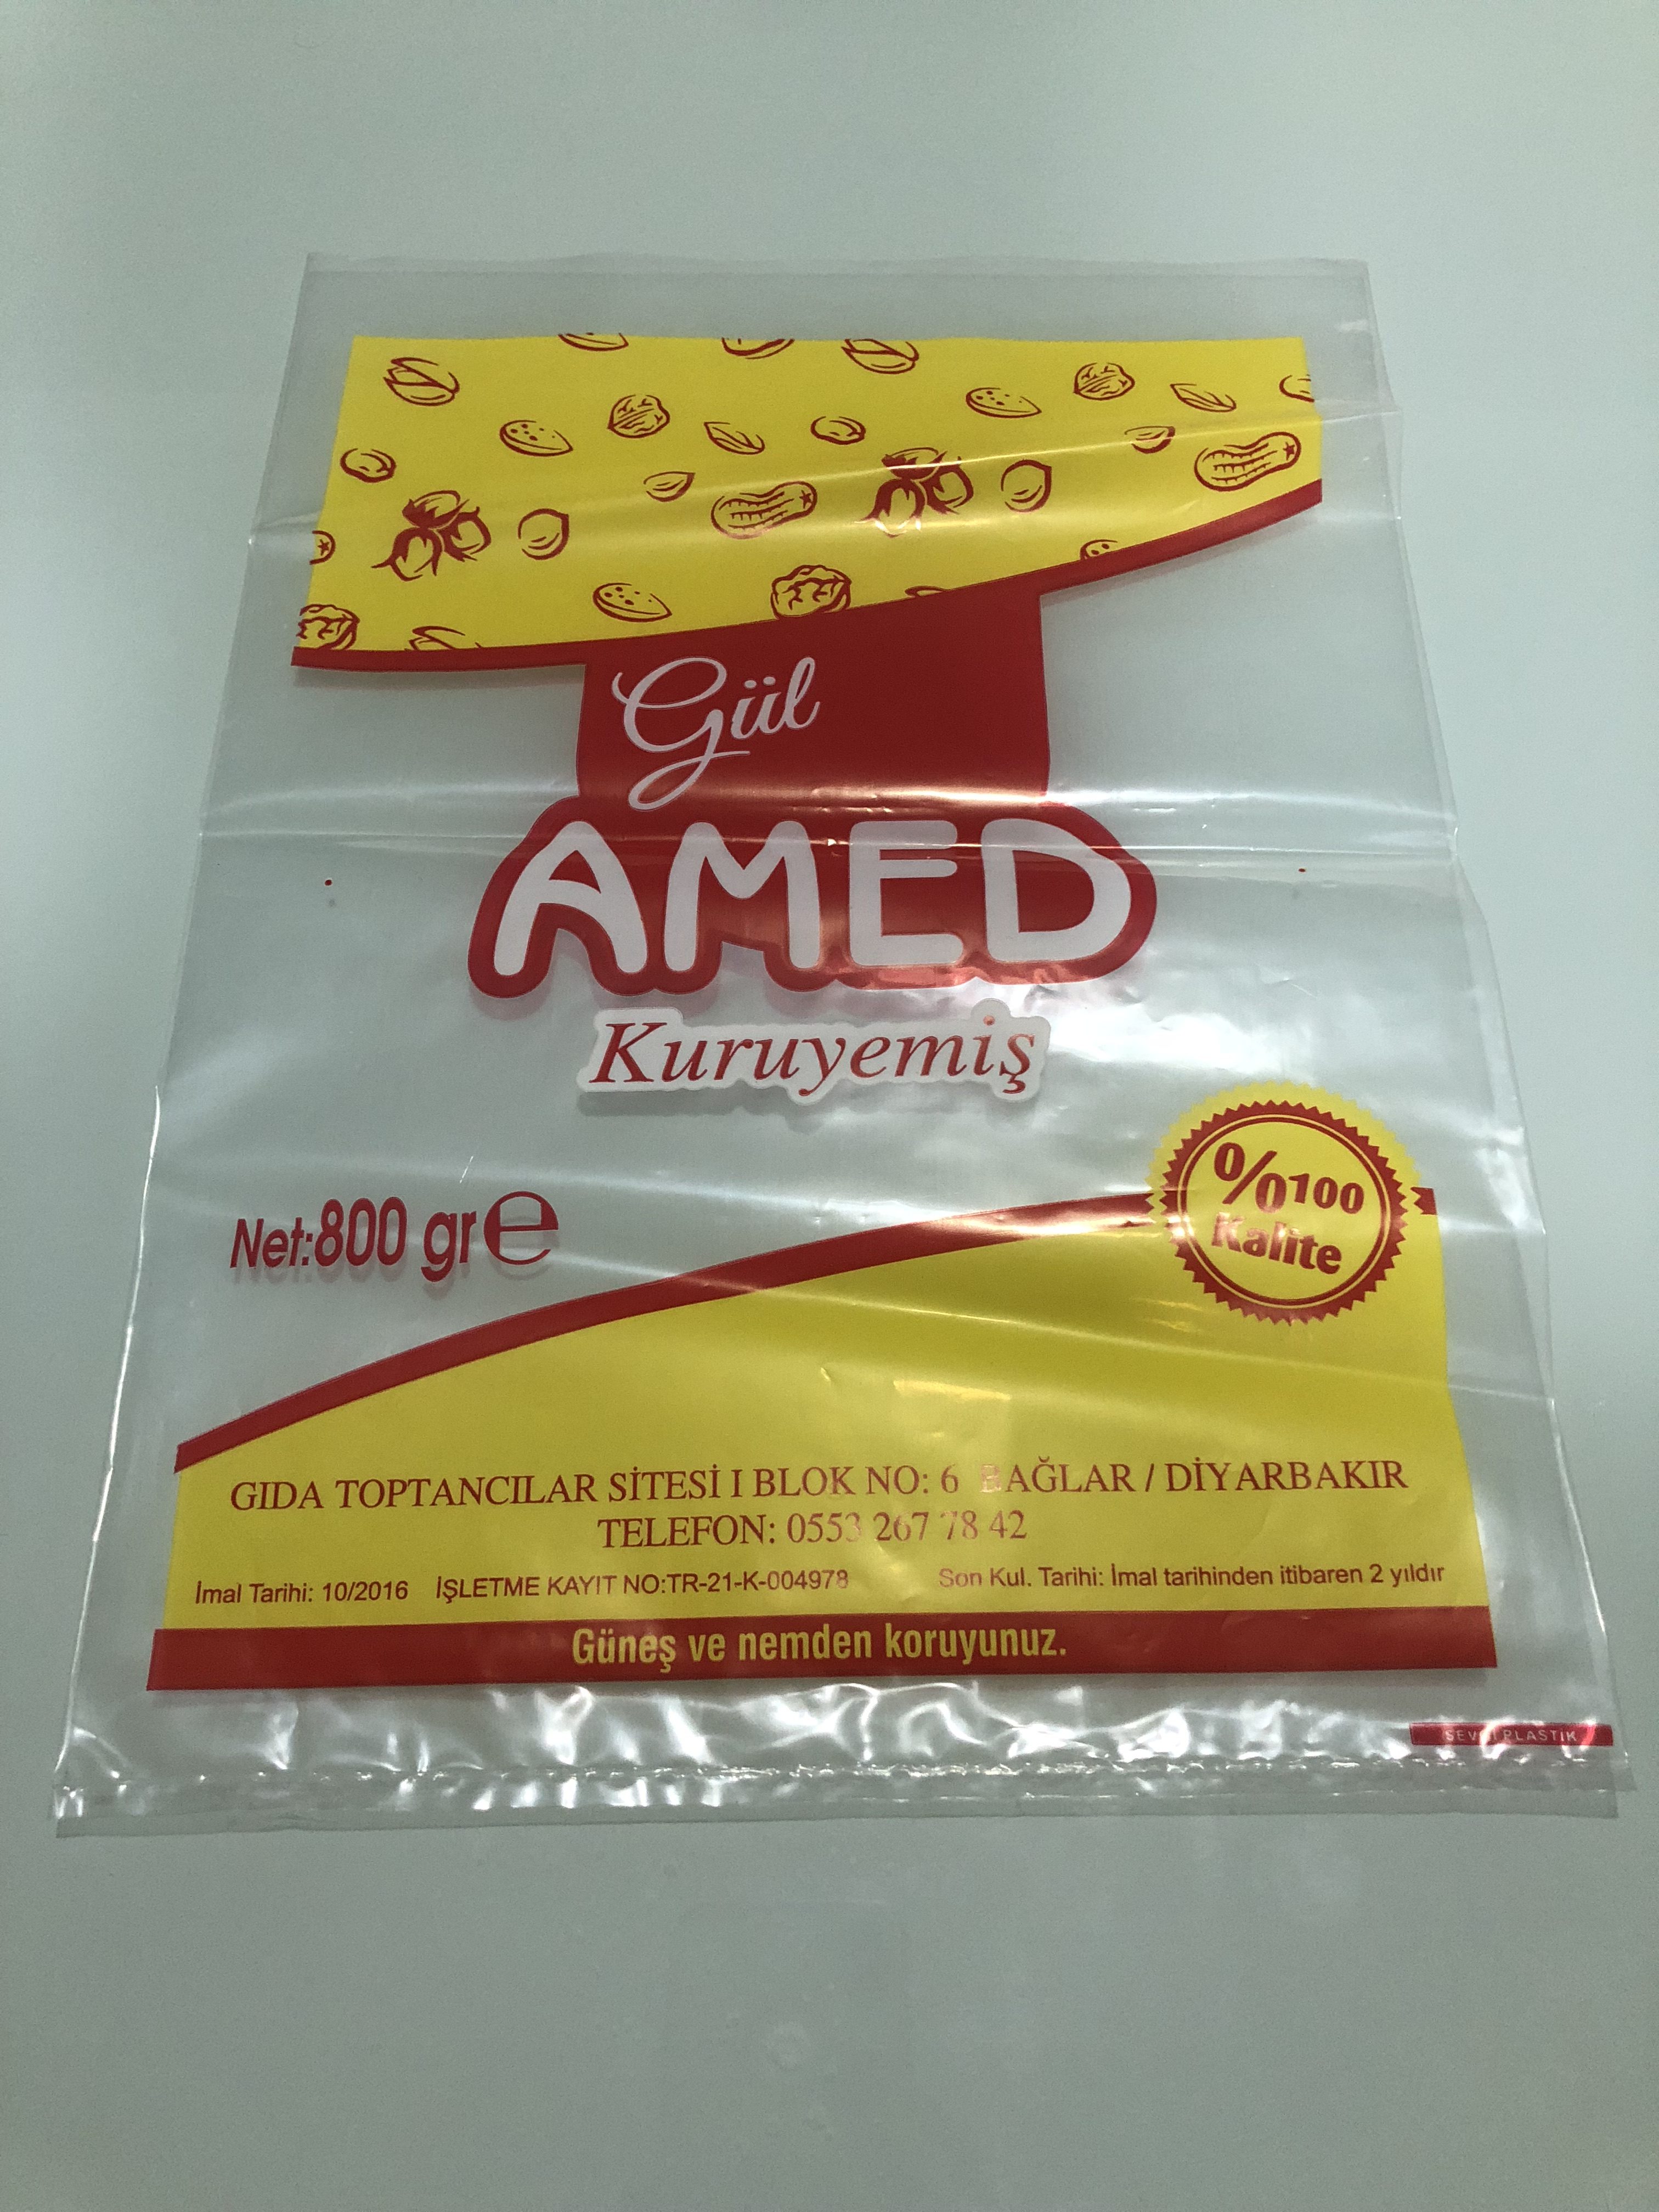 Gül
AMED
Kuruyemiş
%100
Kalite
Net:800 gr℮
GIDA TOPTANCILAR SİTESİ I BLOK NO: 6 BAĞLAR / DİYARBAKIR
TELEFON: 0553 267 78 42
İmal Tarihi: 10/2016 İŞLETME KAYIT NO:TR-21-K-004978 Son Kul. Tarihi: İmal tarihinden itibaren 2 yıldır
Güneş ve nemden koruyunuz.
SEVGİ PLASTİK